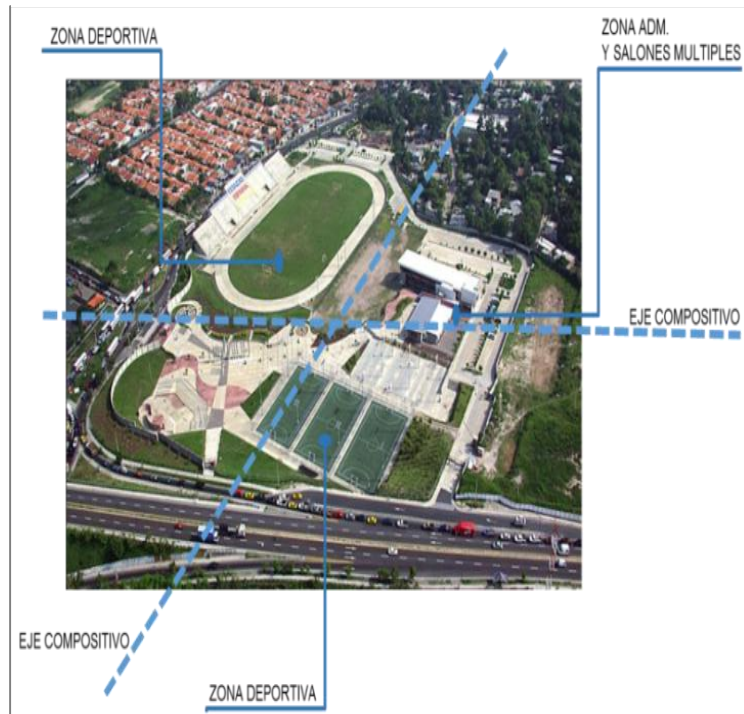 ZONA DEPORTIVA
ZONA ADM.
Y SALONES MULTIPLES
EJE COMPOSITIVO
EJE COMPOSITIVO
ZONA DEPORTIVA